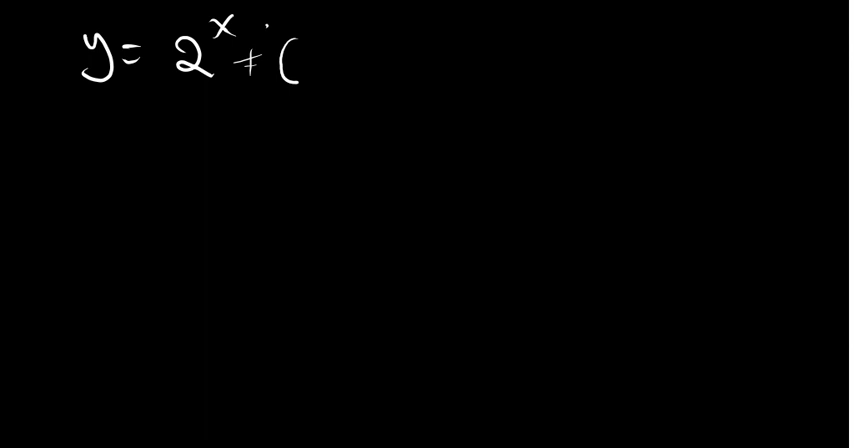 y = 2^x + (